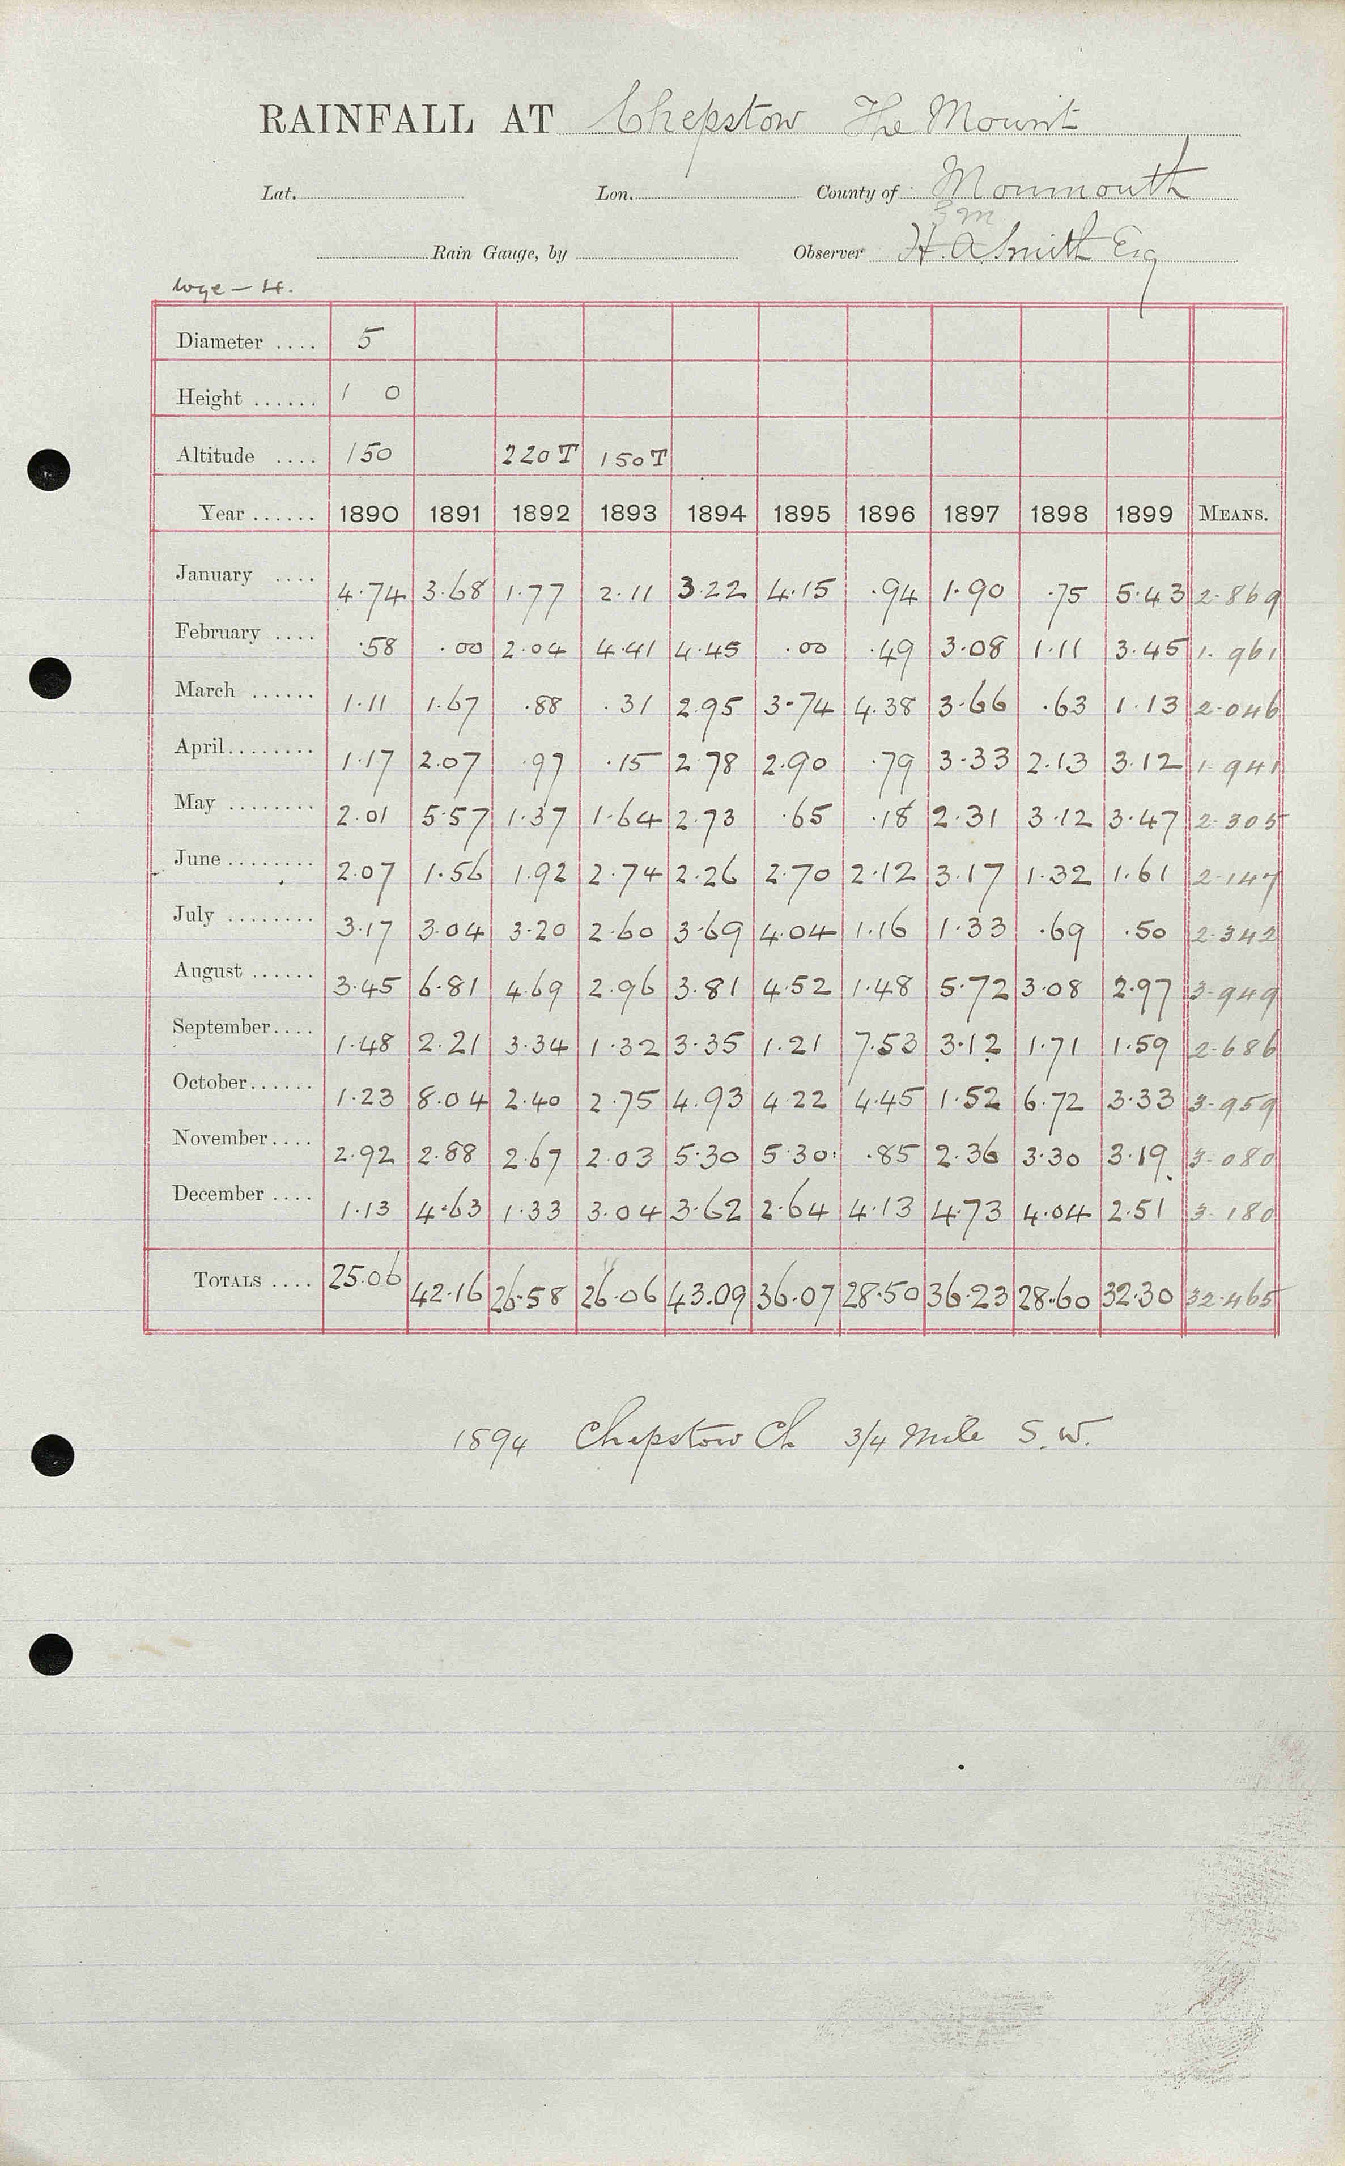 RAINFALL AT Chepstow The Mount
Lat. Lon. County of Monmouth
3m
Rain Gauge, by Observer H. A. Smith Esq
Wye – 4.
Diameter .... 5
Height ...... 1 0
Altitude .... 150 220T 150T
Year ...... 1890 1891 1892 1893 1894 1895 1896 1897 1898 1899 MEANS.
January .... 4.74 3.68 1.77 2.11 3.22 4.15 .94 1.90 .75 5.43 2.869
February .... .58 .00 2.04 4.41 4.45 .00 .49 3.08 1.11 3.45 1.961
March ...... 1.11 1.67 .88 .31 2.95 3.74 4.38 3.66 .63 1.13 2.046
April........ 1.17 2.07 .97 .15 2.78 2.90 .79 3.33 2.13 3.12 1.941
May ........ 2.01 5.57 1.37 1.64 2.73 .65 .18 2.31 3.12 3.47 2.305
June ........ 2.07 1.56 1.92 2.74 2.26 2.70 2.12 3.17 1.32 1.61 2.147
July ........ 3.17 3.04 3.20 2.60 3.69 4.04 1.16 1.33 .69 .50 2.342
August ...... 3.45 6.81 4.69 2.96 3.81 4.52 1.48 5.72 3.08 2.97 3.949
September.... 1.48 2.21 3.34 1.32 3.35 1.21 7.53 3.12 1.71 1.59 2.686
October...... 1.23 8.04 2.40 2.75 4.93 4.22 4.45 1.52 6.72 3.33 3.959
November.... 2.92 2.88 2.67 2.03 5.30 5.30 .85 2.36 3.30 3.19 3.080
December .... 1.13 4.63 1.33 3.04 3.62 2.64 4.13 4.73 4.04 2.51 3.180
TOTALS .... 25.06 42.16 26.58 26.06 43.09 36.07 28.50 36.23 28.60 32.30 32.465
1894 Chepstow Ch 3/4 Mile S.W.